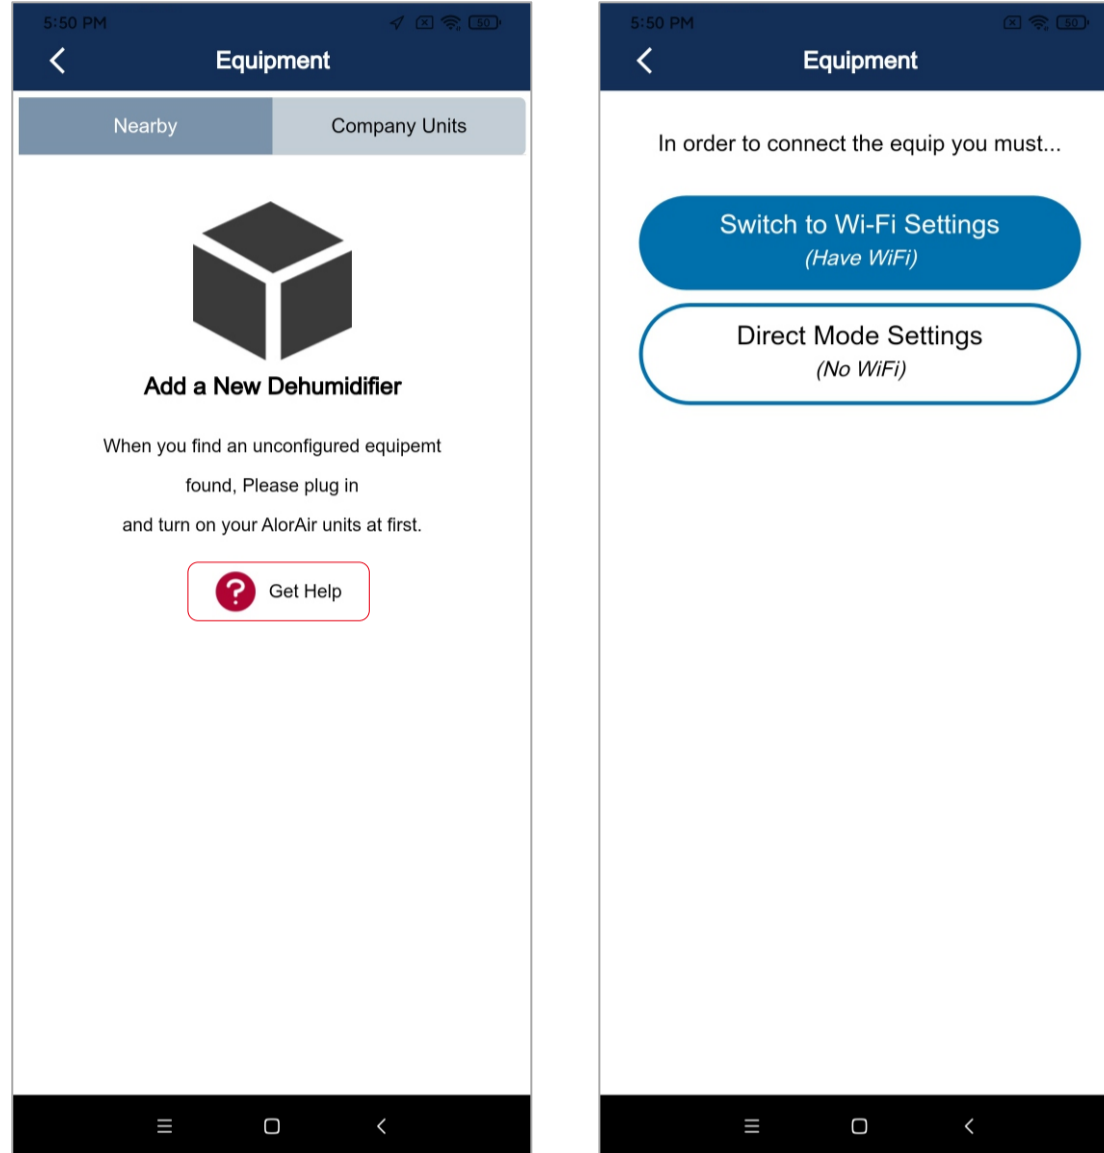 5:50 PM
50
Equipment
Nearby
Company Units
Add a New Dehumidifier
When you find an unconfigured equipemt
found, Please plug in
and turn on your AlorAir units at first.
? Get Help
5:50 PM
50
Equipment
In order to connect the equip you must...
Switch to Wi-Fi Settings
(Have WiFi)
Direct Mode Settings
(No WiFi)